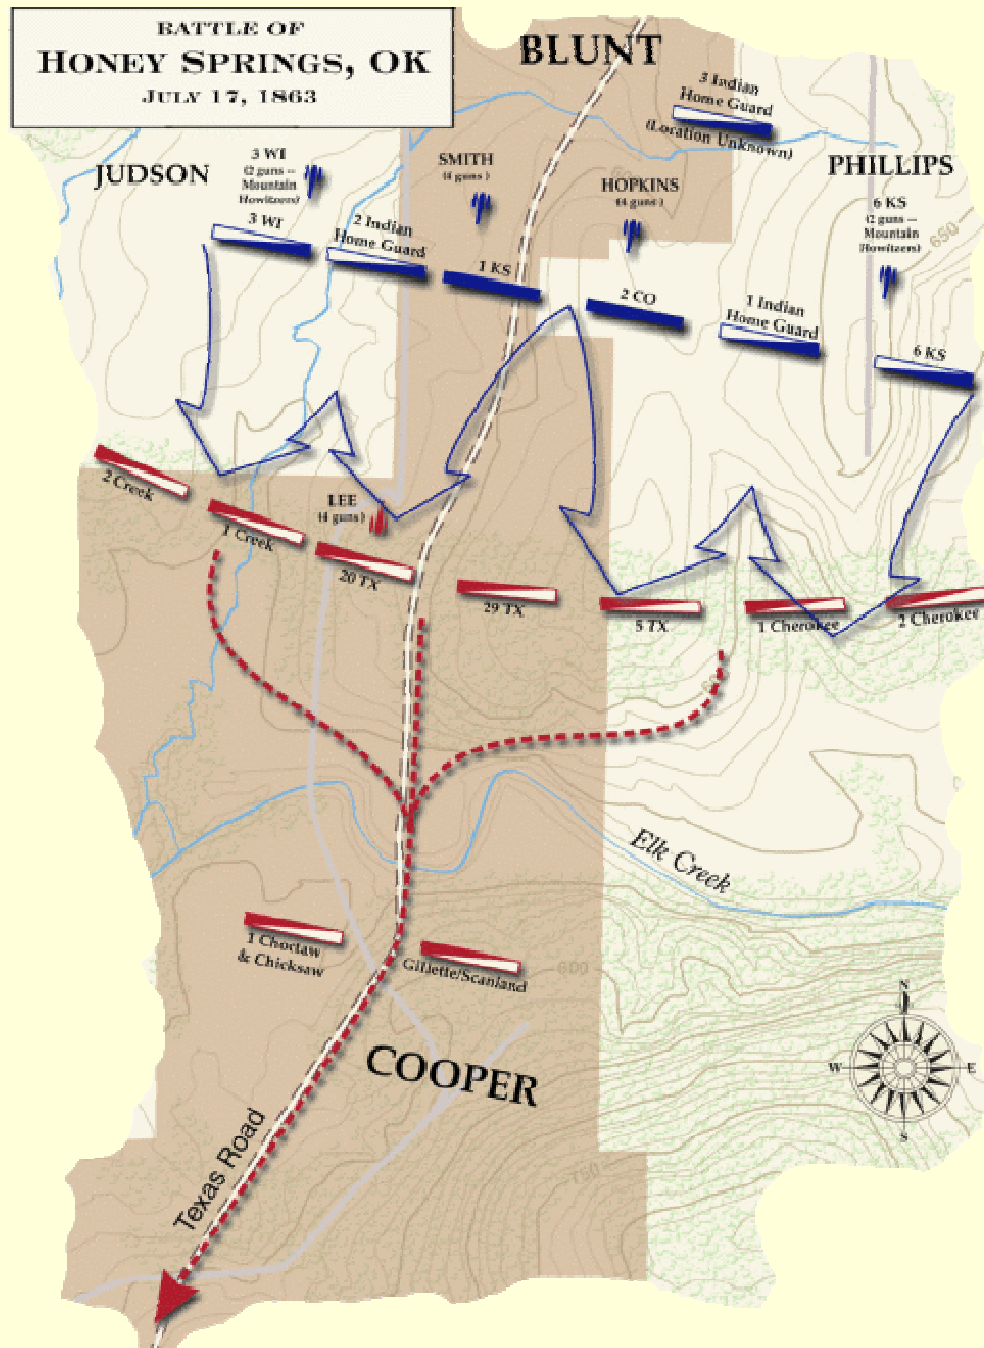 BATTLE OF
HONEY SPRINGS, OK
JULY 17, 1863
BLUNT
3 Indian
Home Guard
(Location Unknown)
JUDSON
3 WI
(2 guns --
Mountain
Howitzers)
SMITH
(4 guns)
HOPKINS
(4 guns)
PHILLIPS
6 KS
(2 guns --
Mountain
Howitzers)
650
3 WI
2 Indian
Home Guard
1 KS
2 CO
1 Indian
Home Guard
6 KS
2 Creek
1 Creek
LEE
(4 guns)
20 TX
29 TX
5 TX
1 Cherokee
2 Cherokee
Elk Creek
1 Choctaw
& Chicksaw
Gillette/Scanland
600
COOPER
N
W
E
S
Texas Road
750